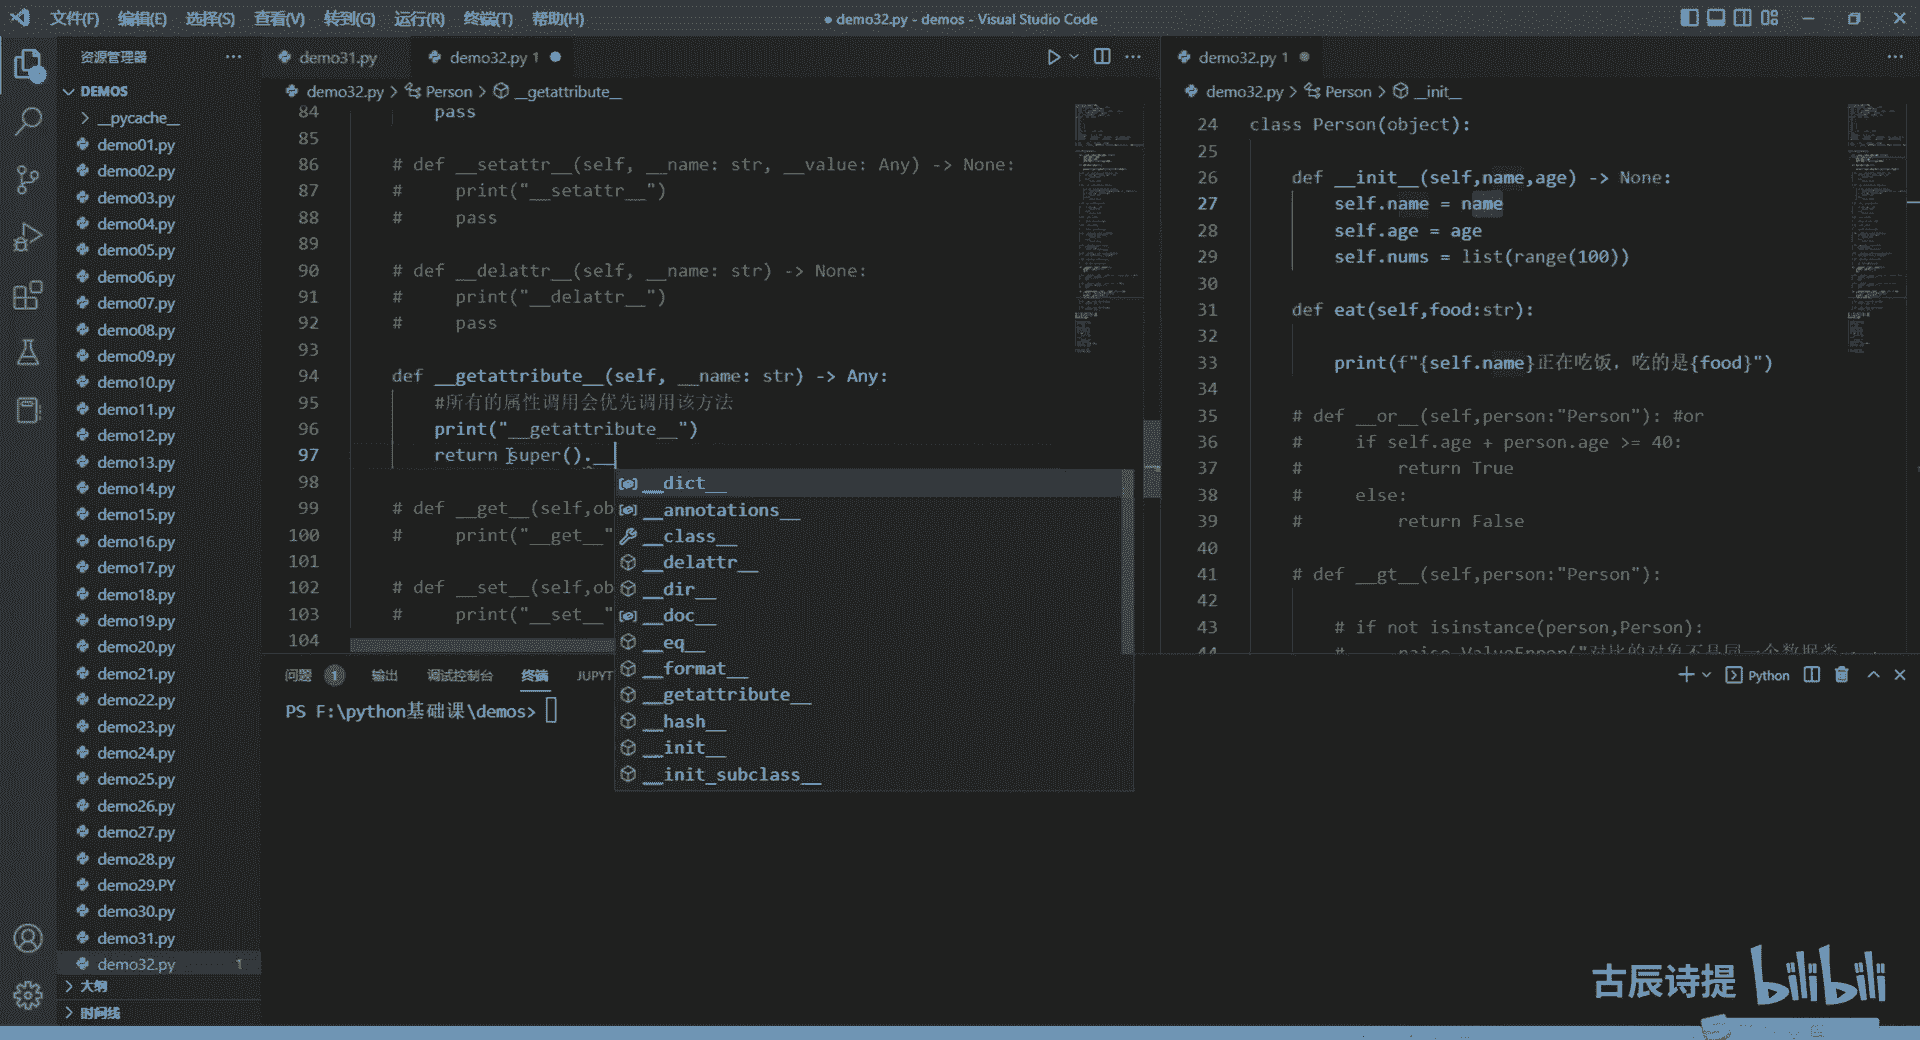 文件(F) 编辑(E) 选择(S) 查看(V) 转到(G) 运行(R) 终端(T) 帮助(H)
● demo32.py - demos - Visual Studio Code
资源管理器
DEMOS
__pycache__
demo01.py
demo02.py
demo03.py
demo04.py
demo05.py
demo06.py
demo07.py
demo08.py
demo09.py
demo10.py
demo11.py
demo12.py
demo13.py
demo14.py
demo15.py
demo16.py
demo17.py
demo18.py
demo19.py
demo20.py
demo21.py
demo22.py
demo23.py
demo24.py
demo25.py
demo26.py
demo27.py
demo28.py
demo29.PY
demo30.py
demo31.py
demo32.py 1
大纲
时间线
demo31.py
demo32.py 1
demo32.py > Person > __getattribute__
84 pass
85
86 # def __setattr__(self, __name: str, __value: Any) -> None:
87 # print("__setattr__")
88 # pass
89
90 # def __delattr__(self, __name: str) -> None:
91 # print("__delattr__")
92 # pass
93
94 def __getattribute__(self, __name: str) -> Any:
95 #所有的属性调用会优先调用该方法
96 print("__getattribute__")
97 return super().__
98
99 # def __get__(self,ob
100 # print("__get__"
101
102 # def __set__(self,ob
103 # print("__set__"
104
__dict__
__annotations__
__class__
__delattr__
__dir__
__doc__
__eq__
__format__
__getattribute__
__hash__
__init__
__init_subclass__
demo32.py 1
demo32.py > Person > __init__
24 class Person(object):
25
26 def __init__(self,name,age) -> None:
27 self.name = name
28 self.age = age
29 self.nums = list(range(100))
30
31 def eat(self,food:str):
32
33 print(f"{self.name}正在吃饭，吃的是{food}")
34
35 # def __or__(self,person:"Person"): #or
36 # if self.age + person.age >= 40:
37 # return True
38 # else:
39 # return False
40
41 # def __gt__(self,person:"Person"):
42
43 # if not isinstance(person,Person):
44 # raise ValueError("对比的对象不是同一个数据类
问题 1 输出 调试控制台 终端 JUPYT
Python
PS F:\python基础课\demos>
古辰诗提 bilibili